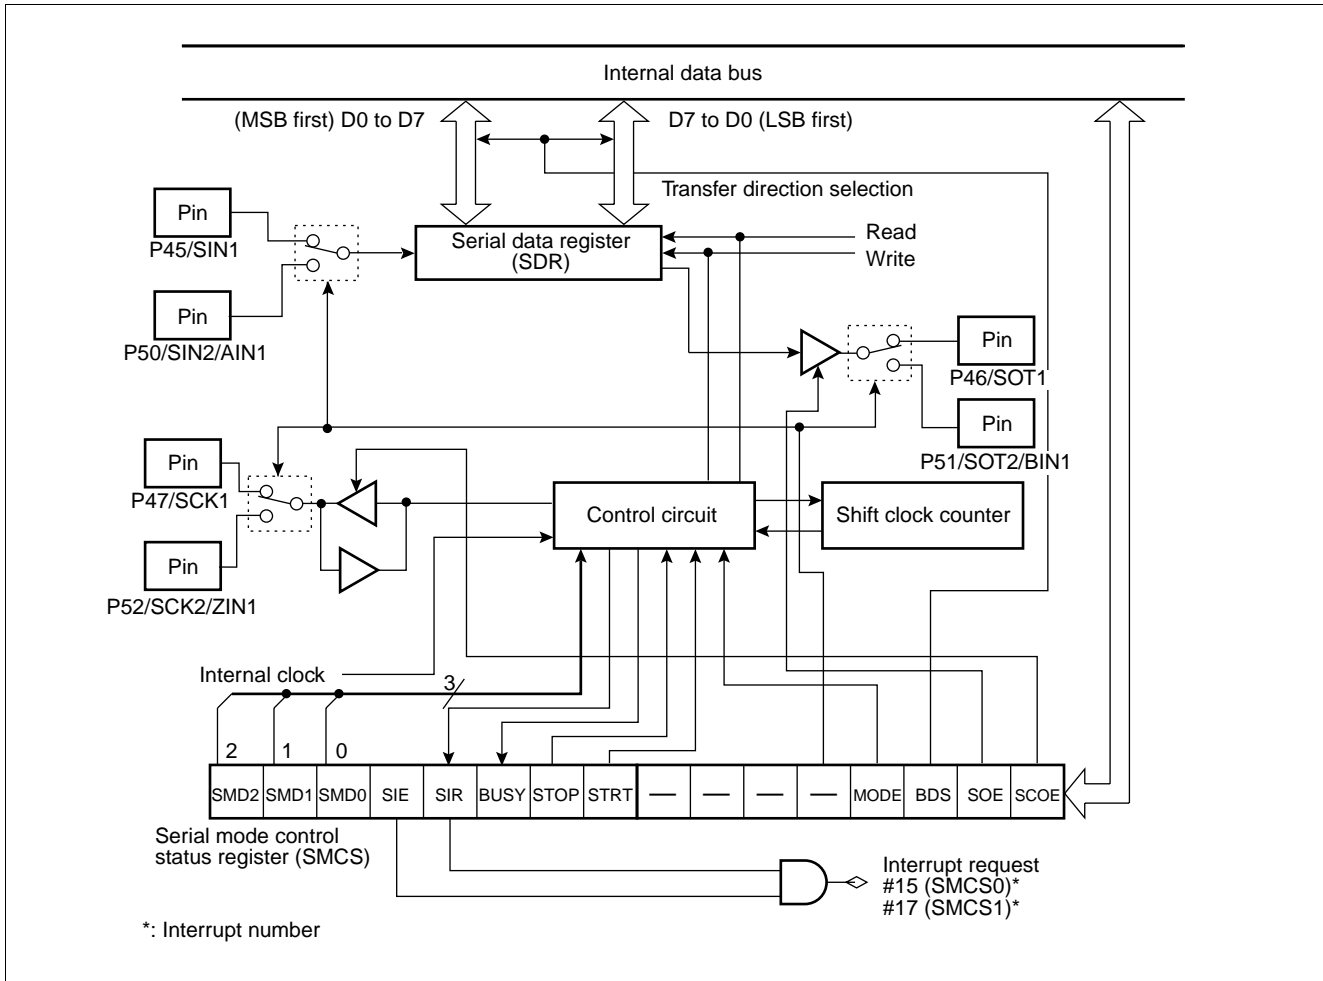 Internal data bus
(MSB first) D0 to D7
D7 to D0 (LSB first)
Transfer direction selection
Pin
P45/SIN1
Serial data register
(SDR)
Read
Write
Pin
P50/SIN2/AIN1
Pin
P46/SOT1
Pin
P51/SOT2/BIN1
Pin
P47/SCK1
Control circuit
Shift clock counter
Pin
P52/SCK2/ZIN1
Internal clock
3
2
1
0
SMD2 SMD1 SMD0 SIE SIR BUSY STOP STRT — — — — MODE BDS SOE SCOE
Serial mode control
status register (SMCS)
Interrupt request
#15 (SMCS0)*
#17 (SMCS1)*
*: Interrupt number